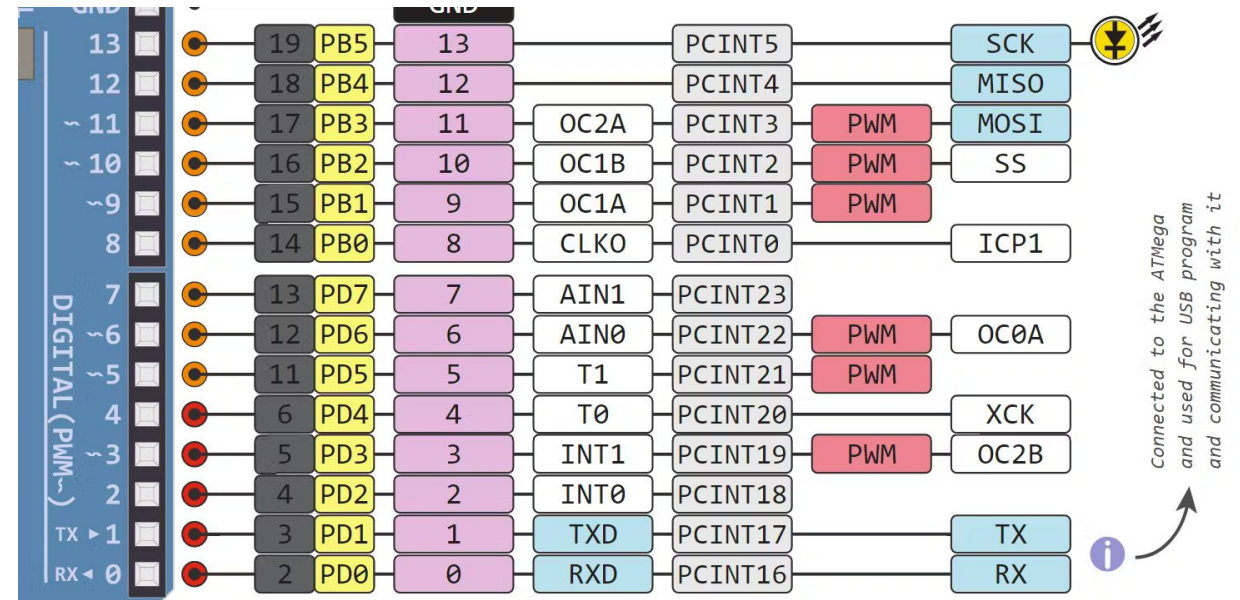 GND GND
13 19 PB5 13 PCINT5 SCK
12 18 PB4 12 PCINT4 MISO
~ 11 17 PB3 11 OC2A PCINT3 PWM MOSI
~ 10 16 PB2 10 OC1B PCINT2 PWM SS
~9 15 PB1 9 OC1A PCINT1 PWM
8 14 PB0 8 CLKO PCINT0 ICP1
7 13 PD7 7 AIN1 PCINT23
~6 12 PD6 6 AIN0 PCINT22 PWM OC0A
~5 11 PD5 5 T1 PCINT21 PWM
4 6 PD4 4 T0 PCINT20 XCK
~3 5 PD3 3 INT1 PCINT19 PWM OC2B
2 4 PD2 2 INT0 PCINT18
TX ▸1 3 PD1 1 TXD PCINT17 TX
RX◂ 0 2 PD0 0 RXD PCINT16 RX
DIGITAL(PWM~)
Connected to the ATMega
and used for USB program
and communicating with it
i